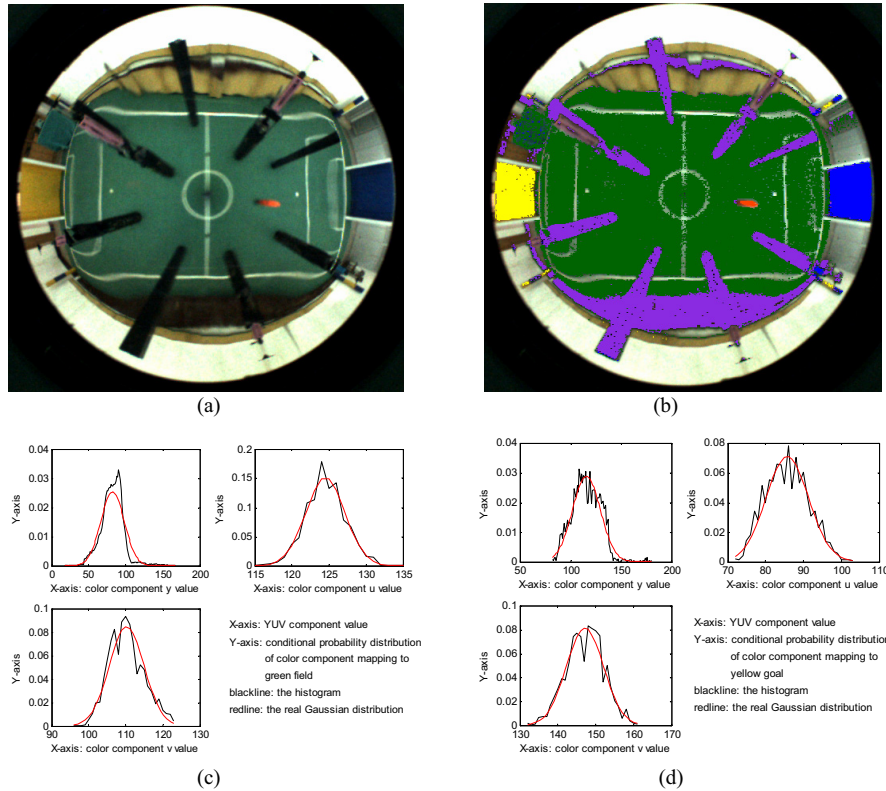 (a)
(b)
0.04
0.03
0.02
0.01
0
Y-axis
0
50
100
150
200
X-axis: color component y value
0.2
0.15
0.1
0.05
0
Y-axis
115
120
125
130
135
X-axis: color component u value
0.1
0.08
0.06
0.04
0.02
0
Y-axis
90
100
110
120
130
X-axis: color component v value
X-axis: YUV component value
Y-axis: conditional probability distribution
of color component mapping to
green field
blackline: the histogram
redline: the real Gaussian distribution
(c)
0.04
0.03
0.02
0.01
0
Y-axis
50
100
150
200
X-axis: color component y value
0.08
0.06
0.04
0.02
0
Y-axis
70
80
90
100
110
X-axis: color component u value
0.1
0.08
0.06
0.04
0.02
0
Y-axis
130
140
150
160
170
X-axis: color component v value
X-axis: YUV component value
Y-axis: conditional probability distribution
of color component mapping to
yellow goal
blackline: the histogram
redline: the real Gaussian distribution
(d)